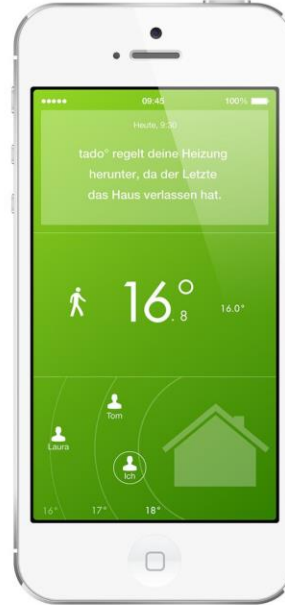 09:45 100%
Heute, 9:30
tado° regelt deine Heizung
herunter, da der Letzte
das Haus verlassen hat.
16.8° 16.0°
Tom
Laura
Ich
16° 17° 18°